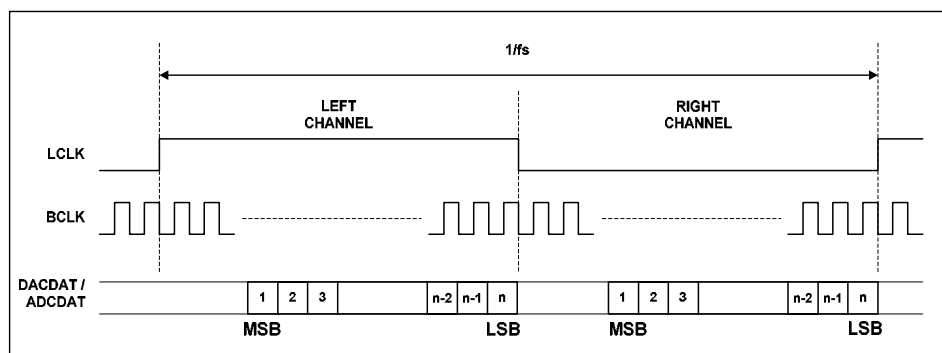 1/fs
LEFT
CHANNEL
RIGHT
CHANNEL
LCLK
BCLK
DACDAT /
ADCDAT
1 2 3 n-2 n-1 n 1 2 3 n-2 n-1 n
MSB LSB MSB LSB